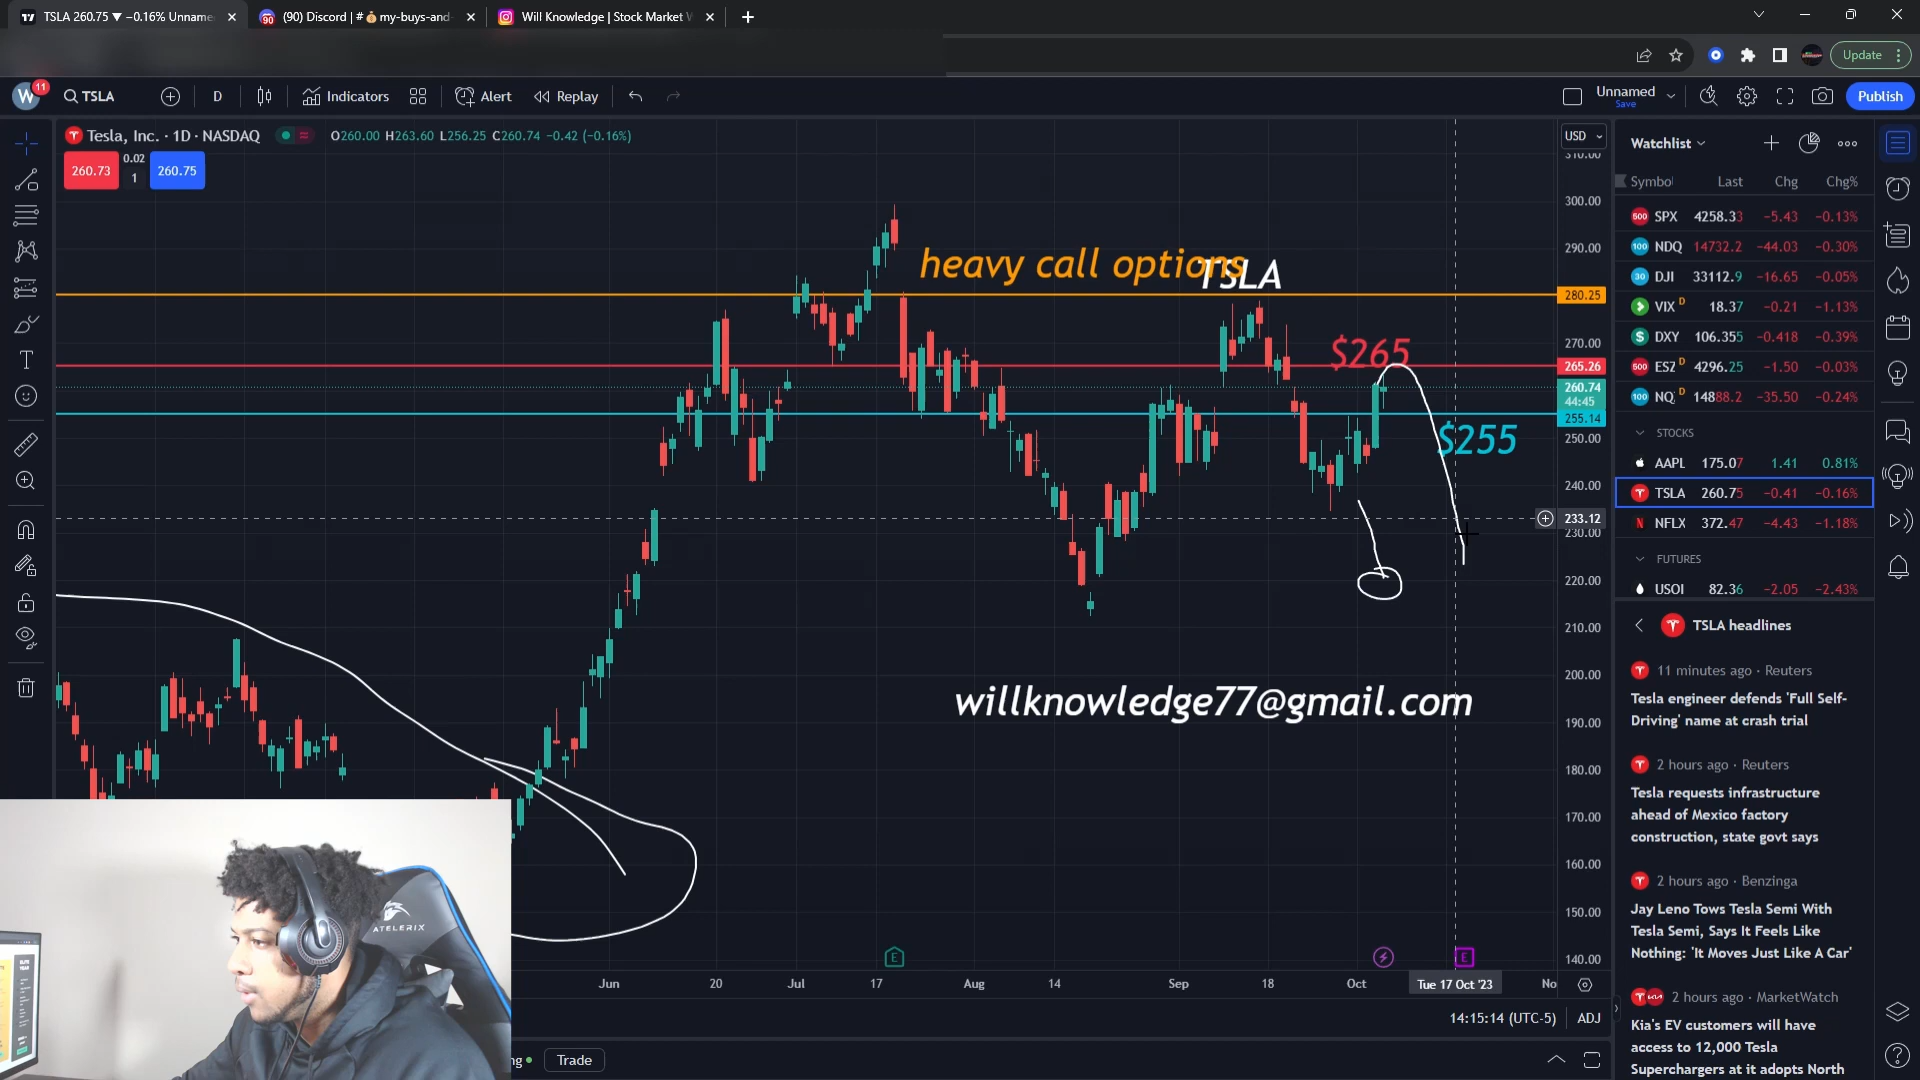 TSLA 260.75 ▼ −0.16% Unname
(90) Discord | # 💰my-buys-and-
Will Knowledge | Stock Market W
Update
W 11
TSLA
D
Indicators
Alert
Replay
Unnamed
Save
Publish
Tesla, Inc. · 1D · NASDAQ
O260.00 H263.60 L256.25 C260.74 −0.42 (−0.16%)
260.73
0.02
1
260.75
USD
310.00
300.00
290.00
heavy call options
TSLA
280.25
270.00
$265
265.26
260.74
44:45
255.14
250.00
$255
240.00
233.12
230.00
220.00
210.00
200.00
willknowledge77@gmail.com
190.00
180.00
170.00
160.00
150.00
140.00
ATELERIX
E
E
Jun
20
Jul
17
Aug
14
Sep
18
Oct
Tue 17 Oct '23
No
14:15:14 (UTC-5)
ADJ
ng
Trade
Watchlist
Symbol Last Chg Chg%
500 SPX 4258.33 −5.43 −0.13%
100 NDQ 14732.2 −44.03 −0.30%
30 DJI 33112.9 −16.65 −0.05%
VIX D 18.37 −0.21 −1.13%
$ DXY 106.355 −0.418 −0.39%
500 ESZ D 4296.25 −1.50 −0.03%
100 NQ D 14888.2 −35.50 −0.24%
STOCKS
AAPL 175.07 1.41 0.81%
TSLA 260.75 −0.41 −0.16%
N NFLX 372.47 −4.43 −1.18%
FUTURES
USOI 82.36 −2.05 −2.43%
TSLA headlines
11 minutes ago · Reuters
Tesla engineer defends 'Full Self-
Driving' name at crash trial
2 hours ago · Reuters
Tesla requests infrastructure
ahead of Mexico factory
construction, state govt says
2 hours ago · Benzinga
Jay Leno Tows Tesla Semi With
Tesla Semi, Says It Feels Like
Nothing: 'It Moves Just Like A Car'
2 hours ago · MarketWatch
Kia's EV customers will have
access to 12,000 Tesla
Superchargers at it adopts North